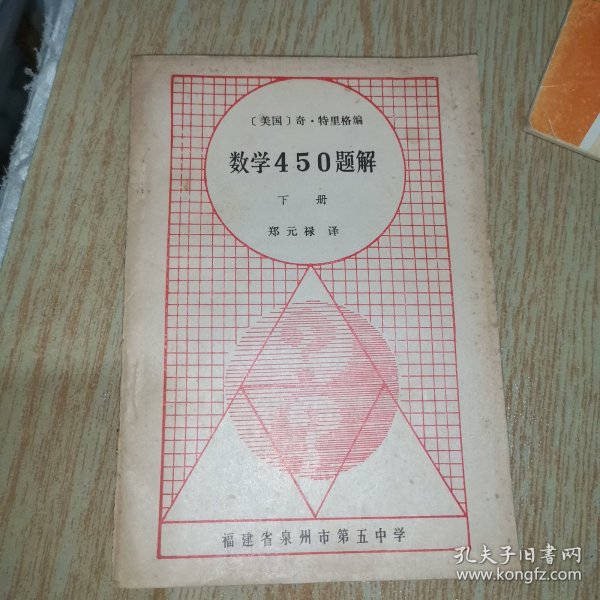 〔美国〕奇·特里格编
数学450题解
下册
郑元禄 译
福建省泉州市第五中学
孔夫子旧书网
www.kongfz.com